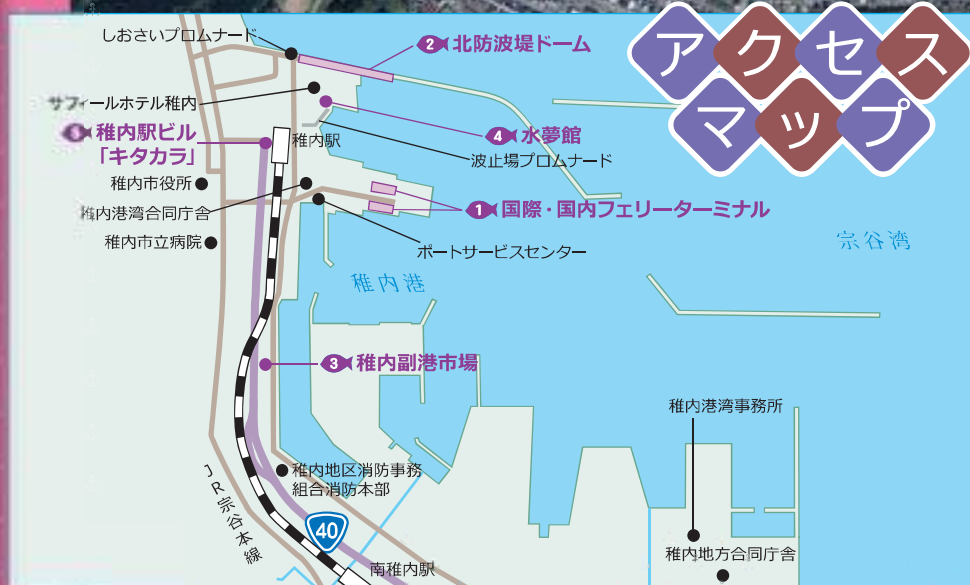 アクセス
マップ
しおさいプロムナード
2 北防波堤ドーム
サフィールホテル稚内
4 水夢館
5 稚内駅ビル
「キタカラ」
稚内駅
波止場プロムナード
稚内市役所
稚内港湾合同庁舎
1 国際・国内フェリーターミナル
稚内市立病院
ポートサービスセンター
宗谷湾
稚内港
3 稚内副港市場
稚内港湾事務所
稚内地区消防事務
組合消防本部
JR宗谷本線
40
稚内地方合同庁舎
南稚内駅